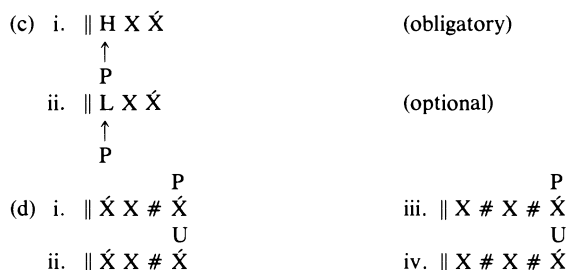 (c) i. ‖ H X X́ (obligatory)
↑
P
ii. ‖ L X X́ (optional)
↑
P
P P
(d) i. ‖ X́ X # X́ iii. ‖ X # X # X́
U U
ii. ‖ X́ X # X́ iv. ‖ X # X # X́